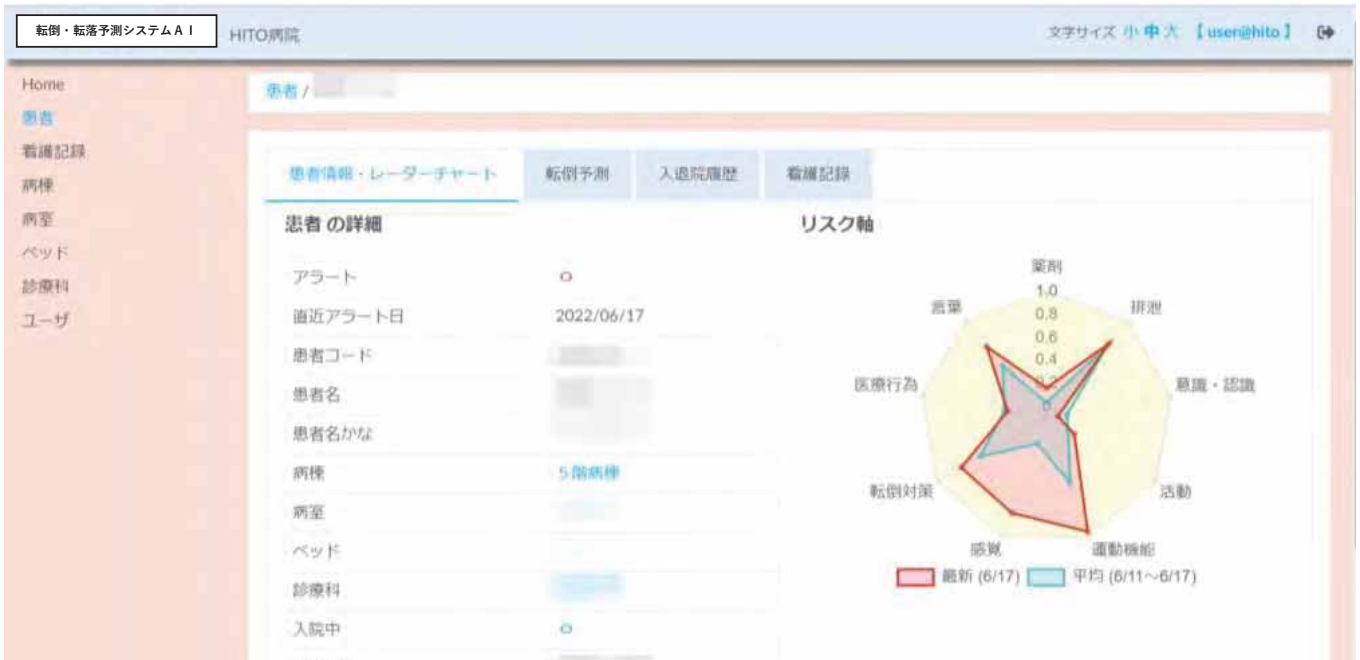 転倒・転落予測システムAI
HITO病院
文字サイズ 小 中 大 【user@hito】
Home
患者
看護記録
病棟
病室
ベッド
診療科
ユーザ
患者 /
患者情報・レーダーチャート
転倒予測
入退院履歴
看護記録
患者 の詳細
アラート ○
直近アラート日 2022/06/17
患者コード
患者名
患者名かな
病棟 5階病棟
病室
ベッド
診療科
入院中 ○
リスク軸
薬剤
排泄
意識・認識
活動
運動機能
感覚
転倒対策
医療行為
言葉
1.0
0.8
0.6
0.4
0.2
0
最新 (6/17) 平均 (6/11～6/17)